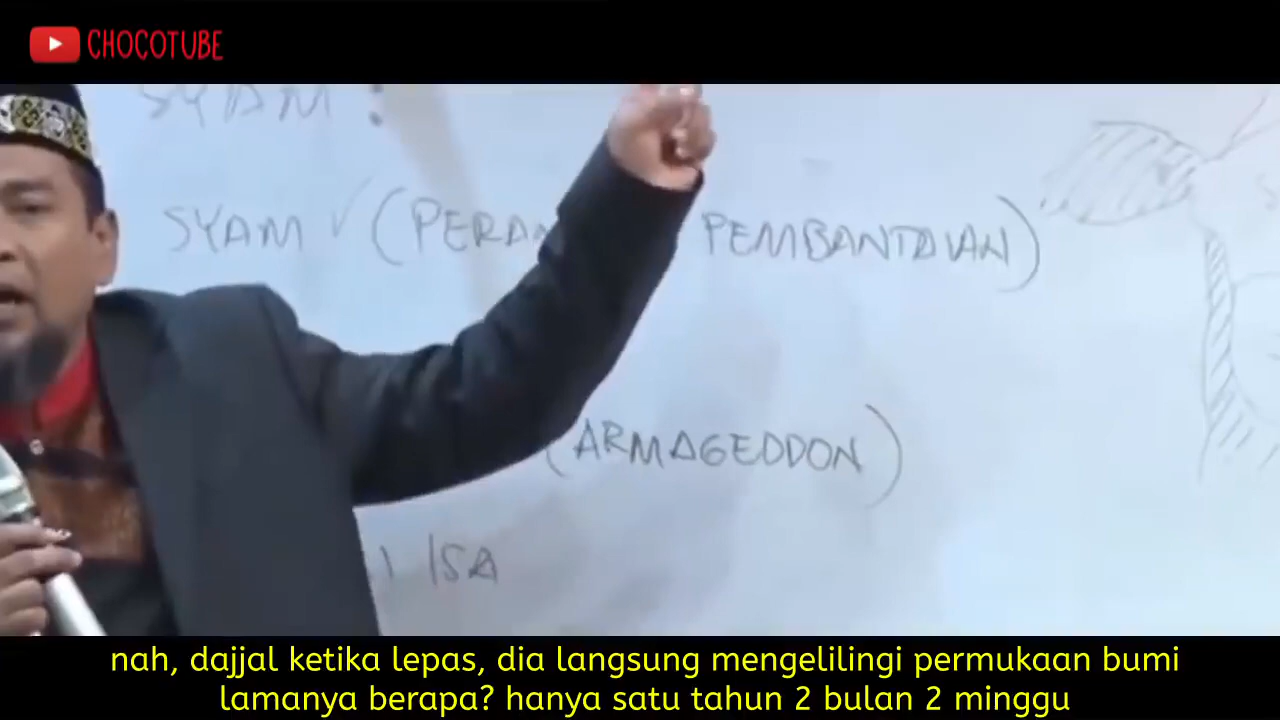 CHOCOTUBE
SYAM :
SYAM ✓ (PERAN PEMBANTAIAN)
(ARMAGEDDON)
ISA
nah, dajjal ketika lepas, dia langsung mengelilingi permukaan bumi
lamanya berapa? hanya satu tahun 2 bulan 2 minggu